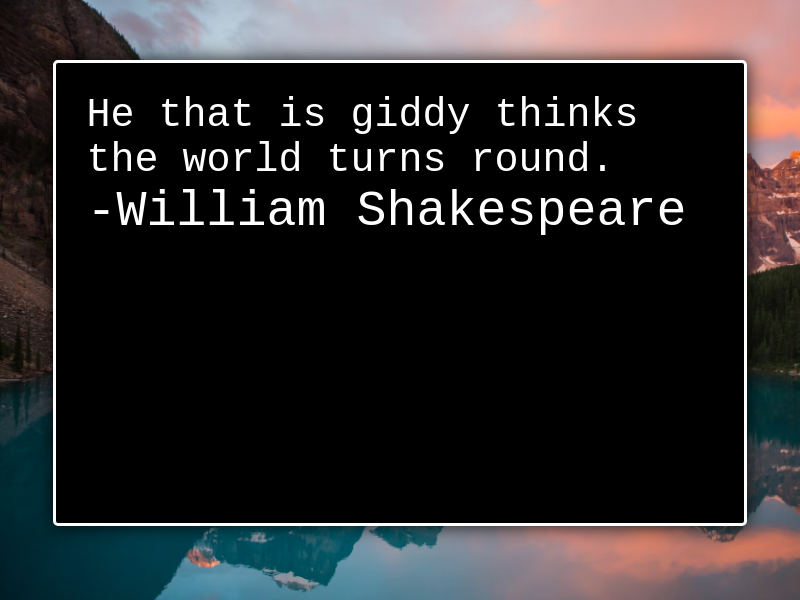 He that is giddy thinks
the world turns round.
-William Shakespeare